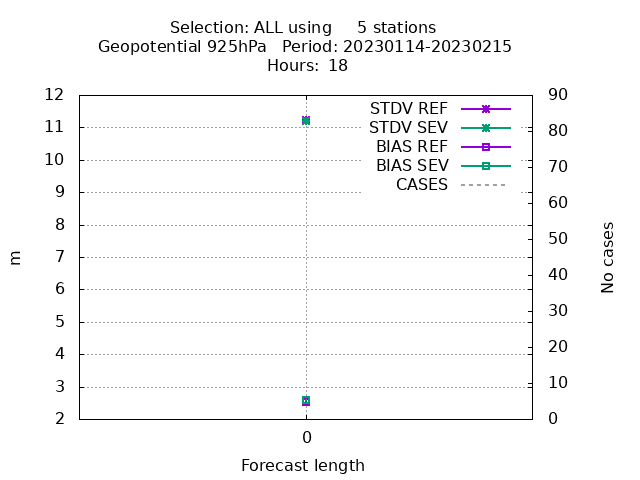 Selection: ALL using     5 stations
Geopotential 925hPa   Period: 20230114-20230215
Hours: 18
12
11
10
9
8
7
6
5
4
3
2
m
STDV REF
STDV SEV
BIAS REF
BIAS SEV
CASES
90
80
70
60
50
40
30
20
10
0
No cases
0
Forecast length